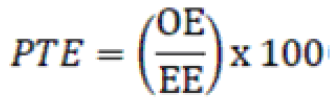 PTE = (OE/EE) x 100